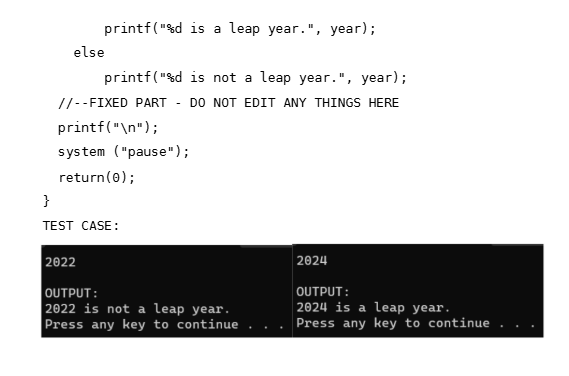 printf("%d is a leap year.", year);
else
printf("%d is not a leap year.", year);
//--FIXED PART - DO NOT EDIT ANY THINGS HERE
printf("\n");
system ("pause");
return(0);
}
TEST CASE:
2022
OUTPUT:
2022 is not a leap year.
Press any key to continue . . .
2024
OUTPUT:
2024 is a leap year.
Press any key to continue . . .